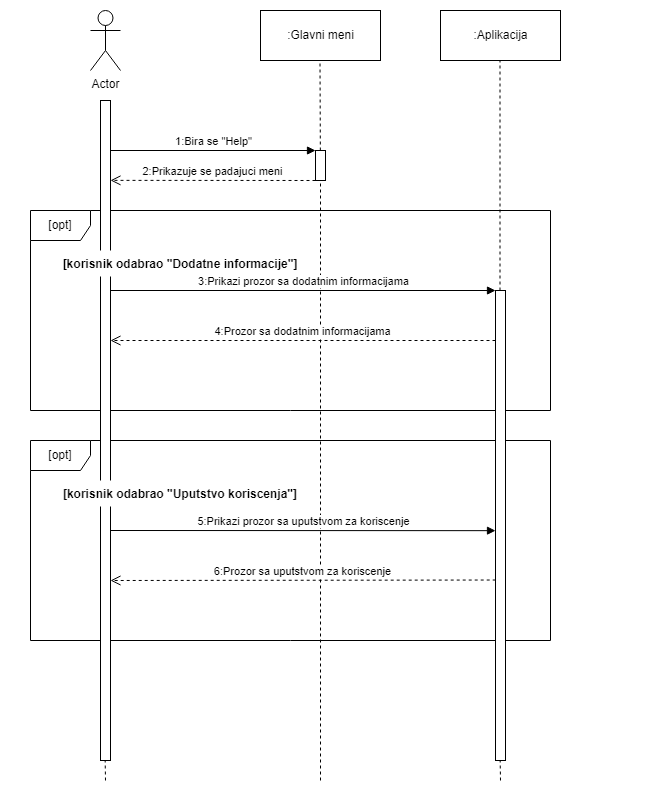 :Glavni meni
:Aplikacija
Actor
1:Bira se "Help"
2:Prikazuje se padajuci meni
[opt]
[korisnik odabrao "Dodatne informacije"]
3:Prikazi prozor sa dodatnim informacijama
4:Prozor sa dodatnim informacijama
[opt]
[korisnik odabrao "Uputstvo koriscenja"]
5:Prikazi prozor sa uputstvom za koriscenje
6:Prozor sa uputstvom za koriscenje